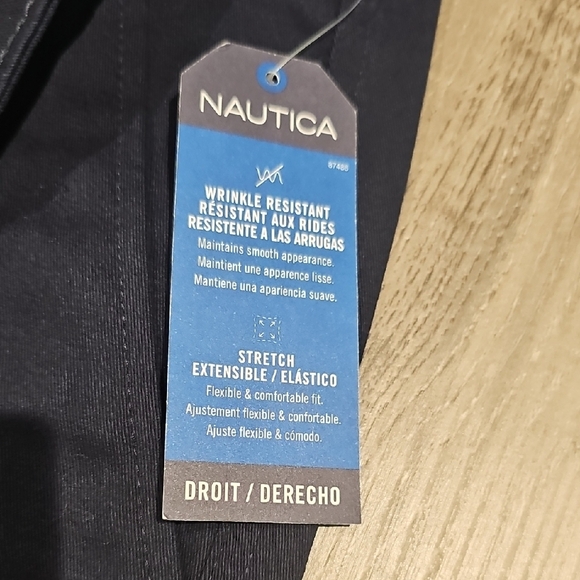 NAUTICA
87485
WRINKLE RESISTANT
RÉSISTANT AUX RIDES
RESISTENTE A LAS ARRUGAS
Maintains smooth appearance.
Maintient une apparence lisse.
Mantiene una apariencia suave.
STRETCH
EXTENSIBLE / ELÁSTICO
Flexible & comfortable fit.
Ajustement flexible & confortable.
Ajuste flexible & cómodo.
DROIT / DERECHO